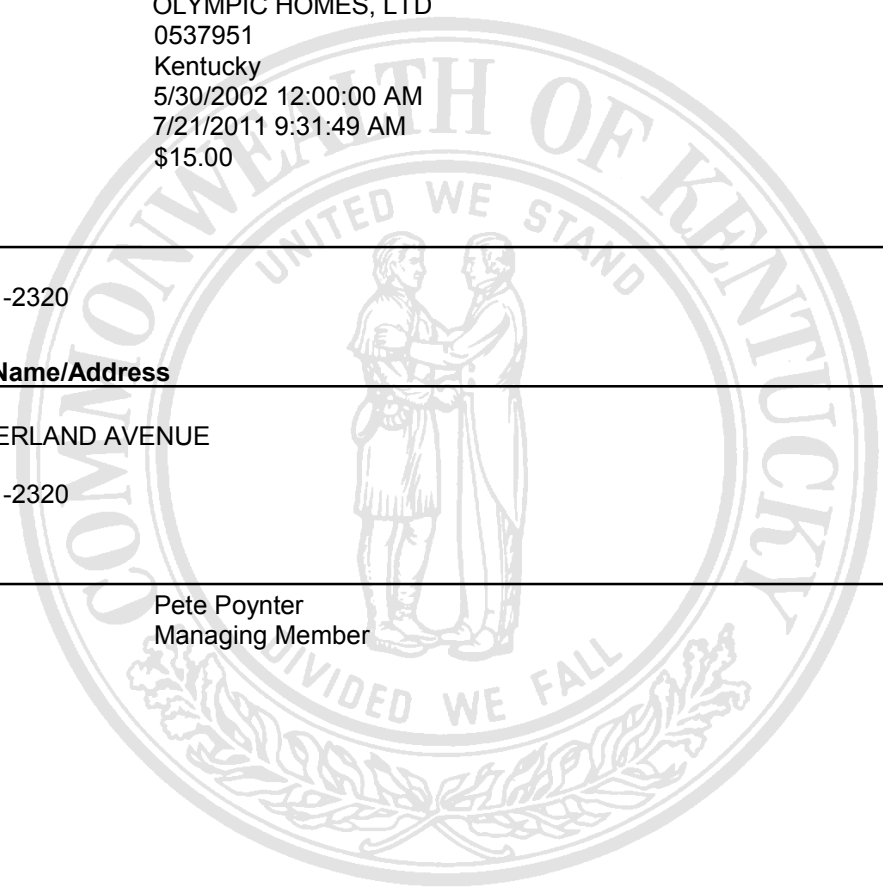 OLYMPIC HOMES, LTD
0537951
Kentucky
5/30/2002 12:00:00 AM
7/21/2011 9:31:49 AM
$15.00
COMMONWEALTH OF KENTUCKY
UNITED WE STAND
-2320
Name/Address
ERLAND AVENUE
-2320
Pete Poynter
Managing Member
DIVIDED WE FALL